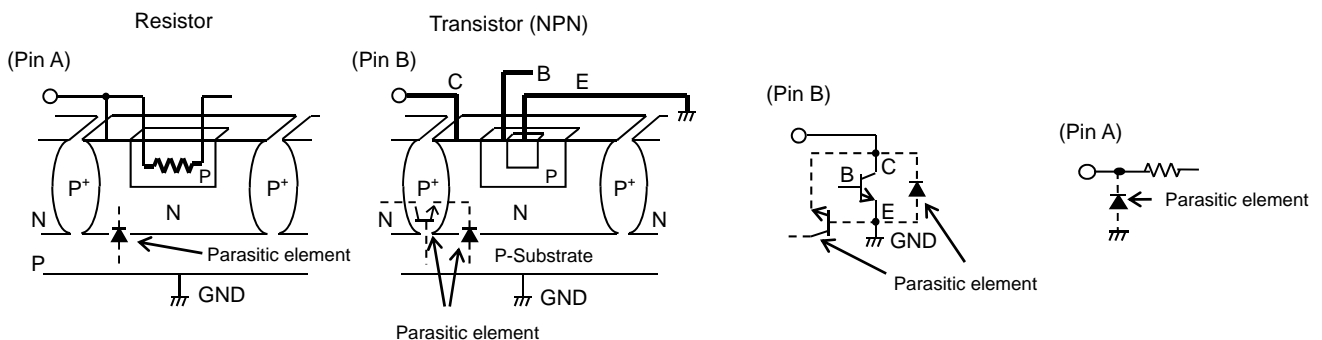 Resistor
(Pin A)
P+
P
P+
N
N
Parasitic element
P
GND
Transistor (NPN)
(Pin B)
C
B
E
P+
P
P+
N
N
N
P-Substrate
GND
Parasitic element
(Pin B)
C
B
E
GND
Parasitic element
(Pin A)
Parasitic element